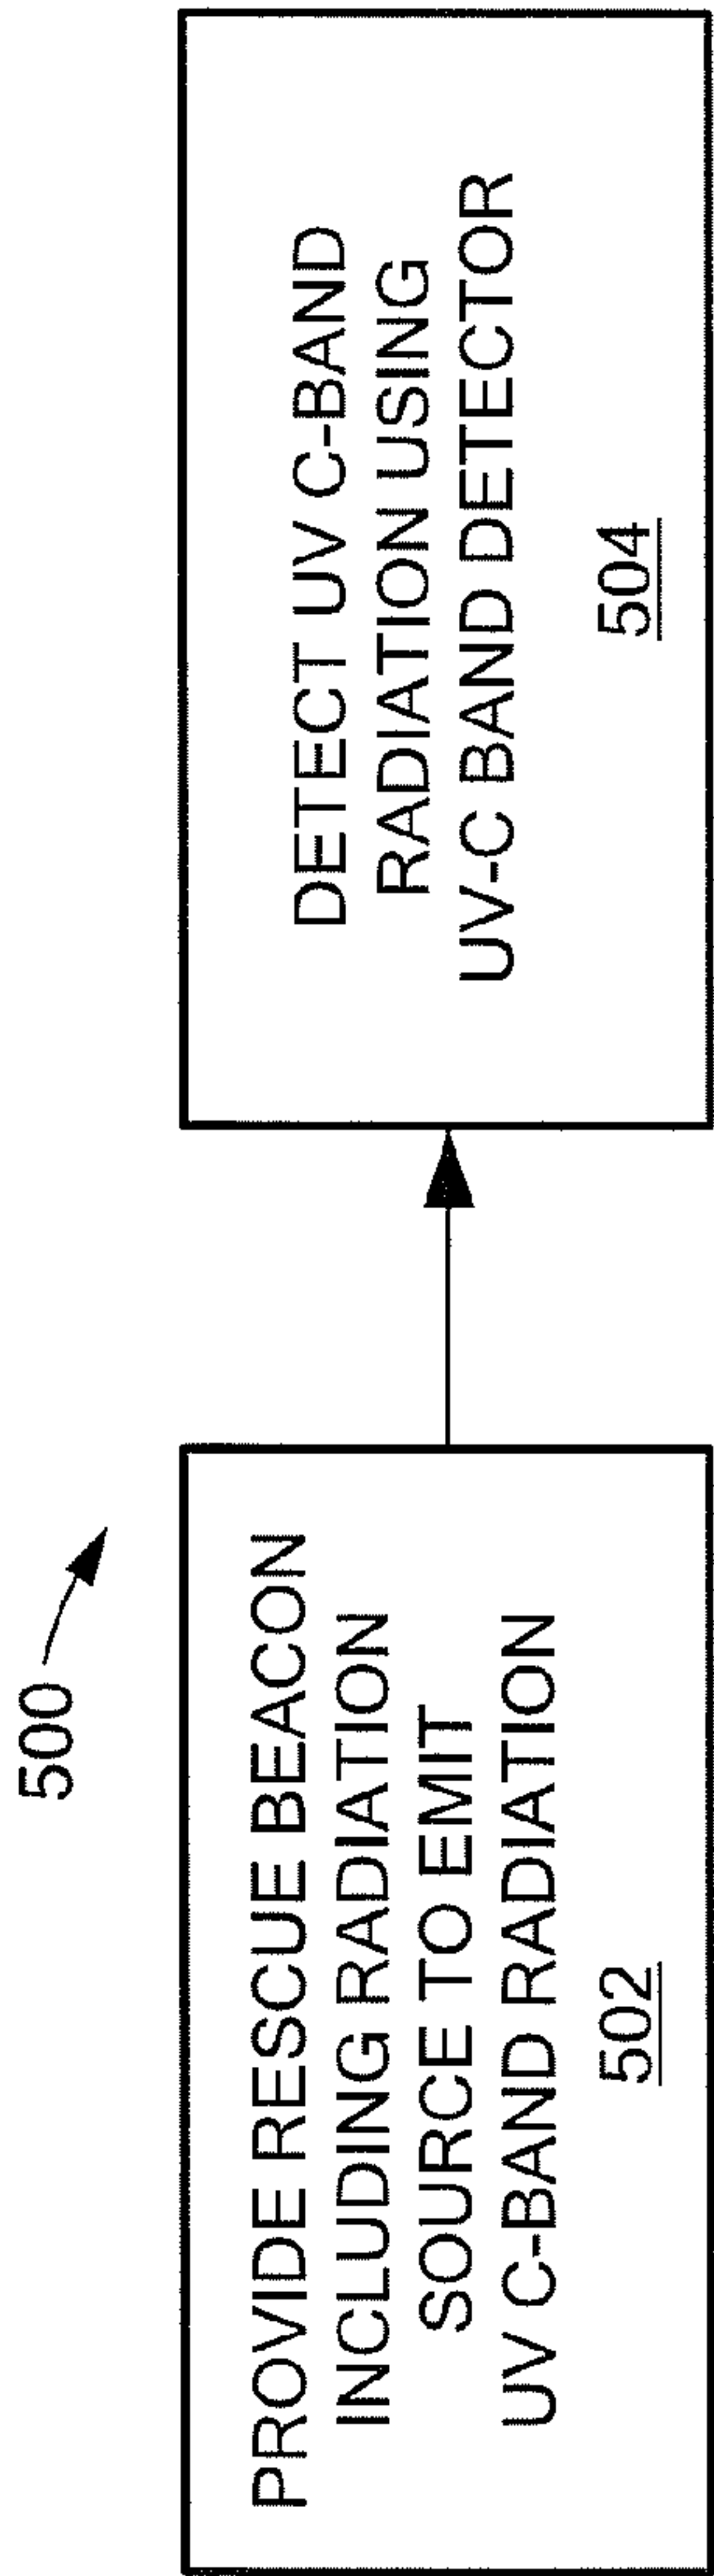 500
PROVIDE RESCUE BEACON
INCLUDING RADIATION
SOURCE TO EMIT
UV C-BAND RADIATION
502
DETECT UV C-BAND
RADIATION USING
UV-C BAND DETECTOR
504